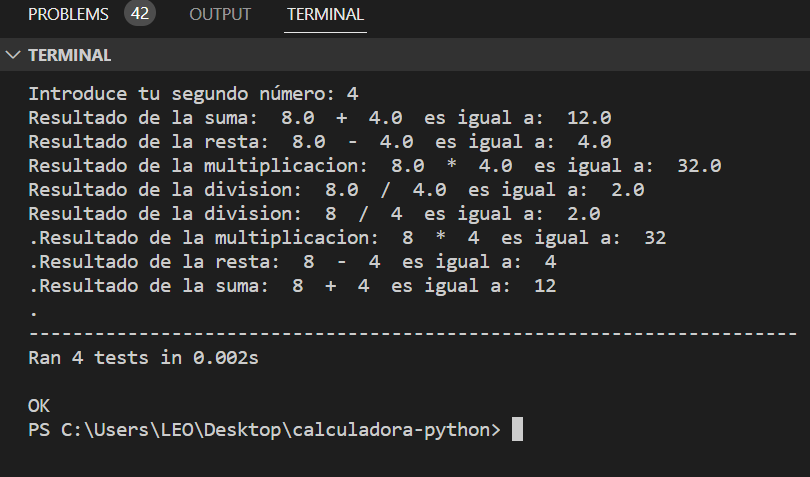 PROBLEMS 42 OUTPUT TERMINAL
TERMINAL
Introduce tu segundo número: 4
Resultado de la suma:  8.0  +  4.0  es igual a:  12.0
Resultado de la resta:  8.0  -  4.0  es igual a:  4.0
Resultado de la multiplicacion:  8.0  *  4.0  es igual a:  32.0
Resultado de la division:  8.0  /  4.0  es igual a:  2.0
Resultado de la division:  8  /  4  es igual a:  2.0
.Resultado de la multiplicacion:  8  *  4  es igual a:  32
.Resultado de la resta:  8  -  4  es igual a:  4
.Resultado de la suma:  8  +  4  es igual a:  12
.
----------------------------------------------------------------------
Ran 4 tests in 0.002s
OK
PS C:\Users\LEO\Desktop\calculadora-python>